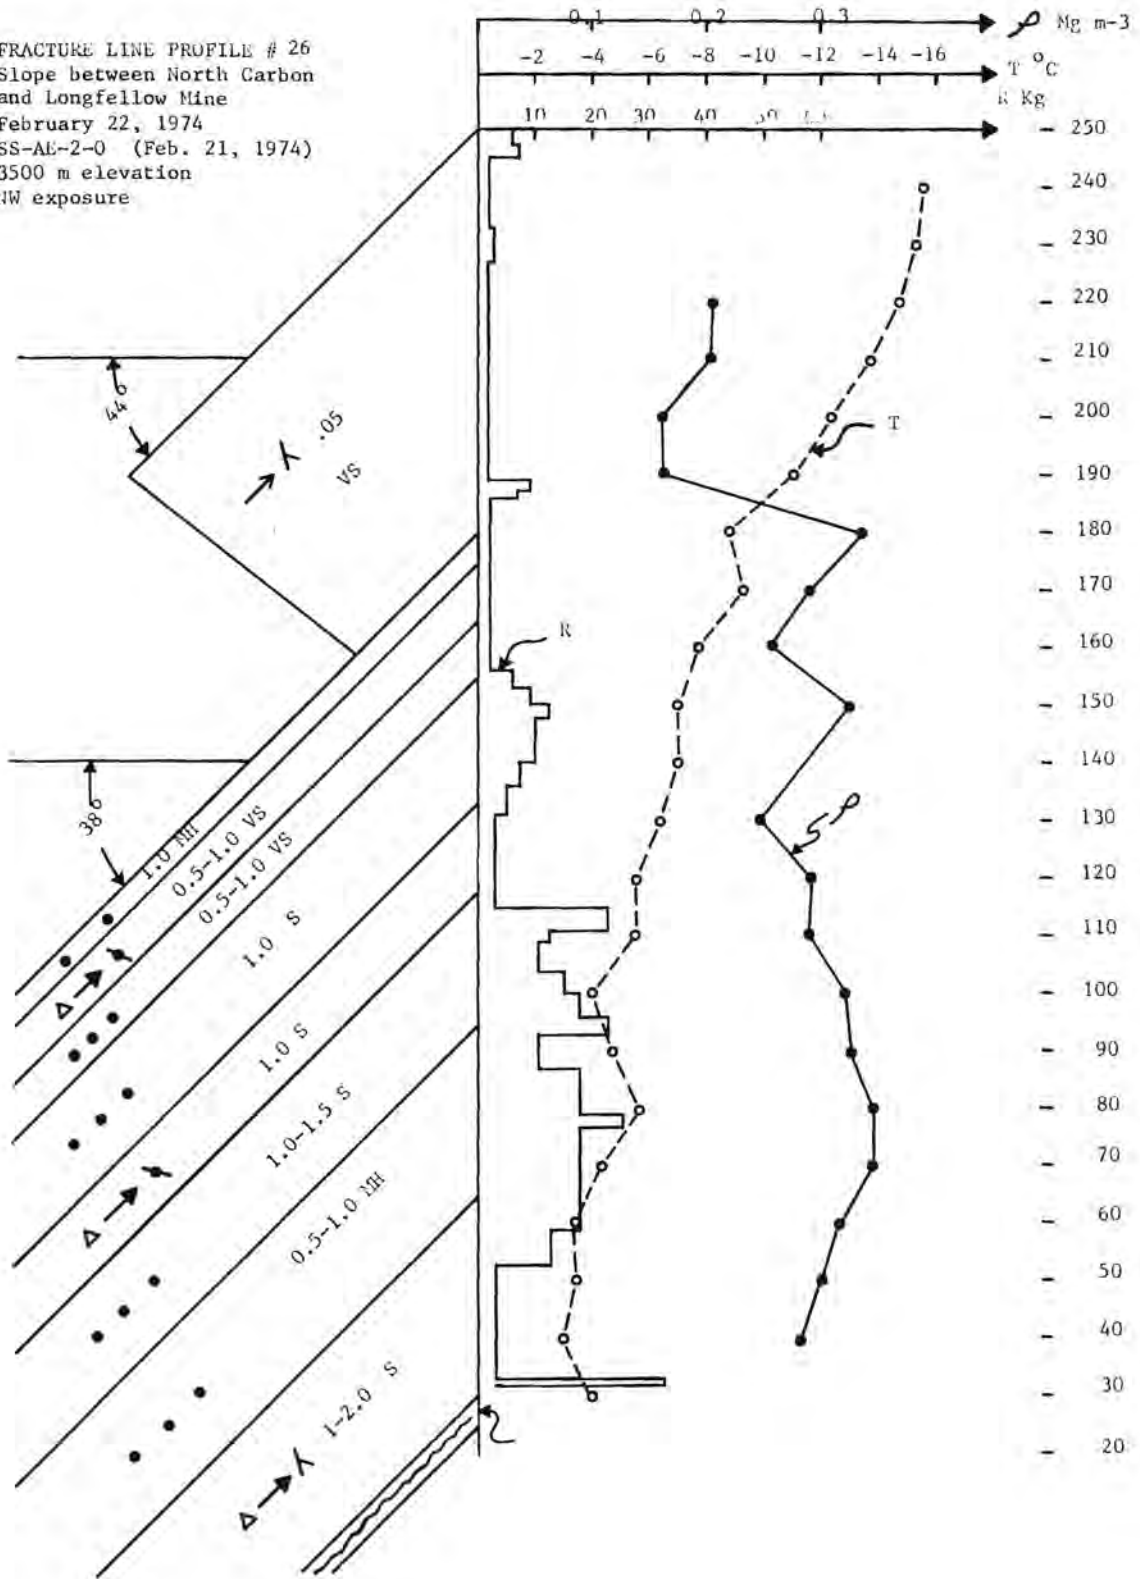 FRACTURE LINE PROFILE # 26
Slope between North Carbon
and Longfellow Mine
February 22, 1974
SS-AE-2-O (Feb. 21, 1974)
3500 m elevation
NW exposure
0.1 0.2 0.3 ρ Mg m-3
-2 -4 -6 -8 -10 -12 -14 -16 T °C
10 20 30 40 50 R Kg
250
240
230
220
210
200
190
180
170
160
150
140
130
120
110
100
90
80
70
60
50
40
30
20
44°
.05
VS
T
R
38°
ρ
1.0 MH
0.5-1.0 VS
0.5-1.0 VS
1.0 S
1.0 S
1.0-1.5 S
0.5-1.0 MH
1-2.0 S